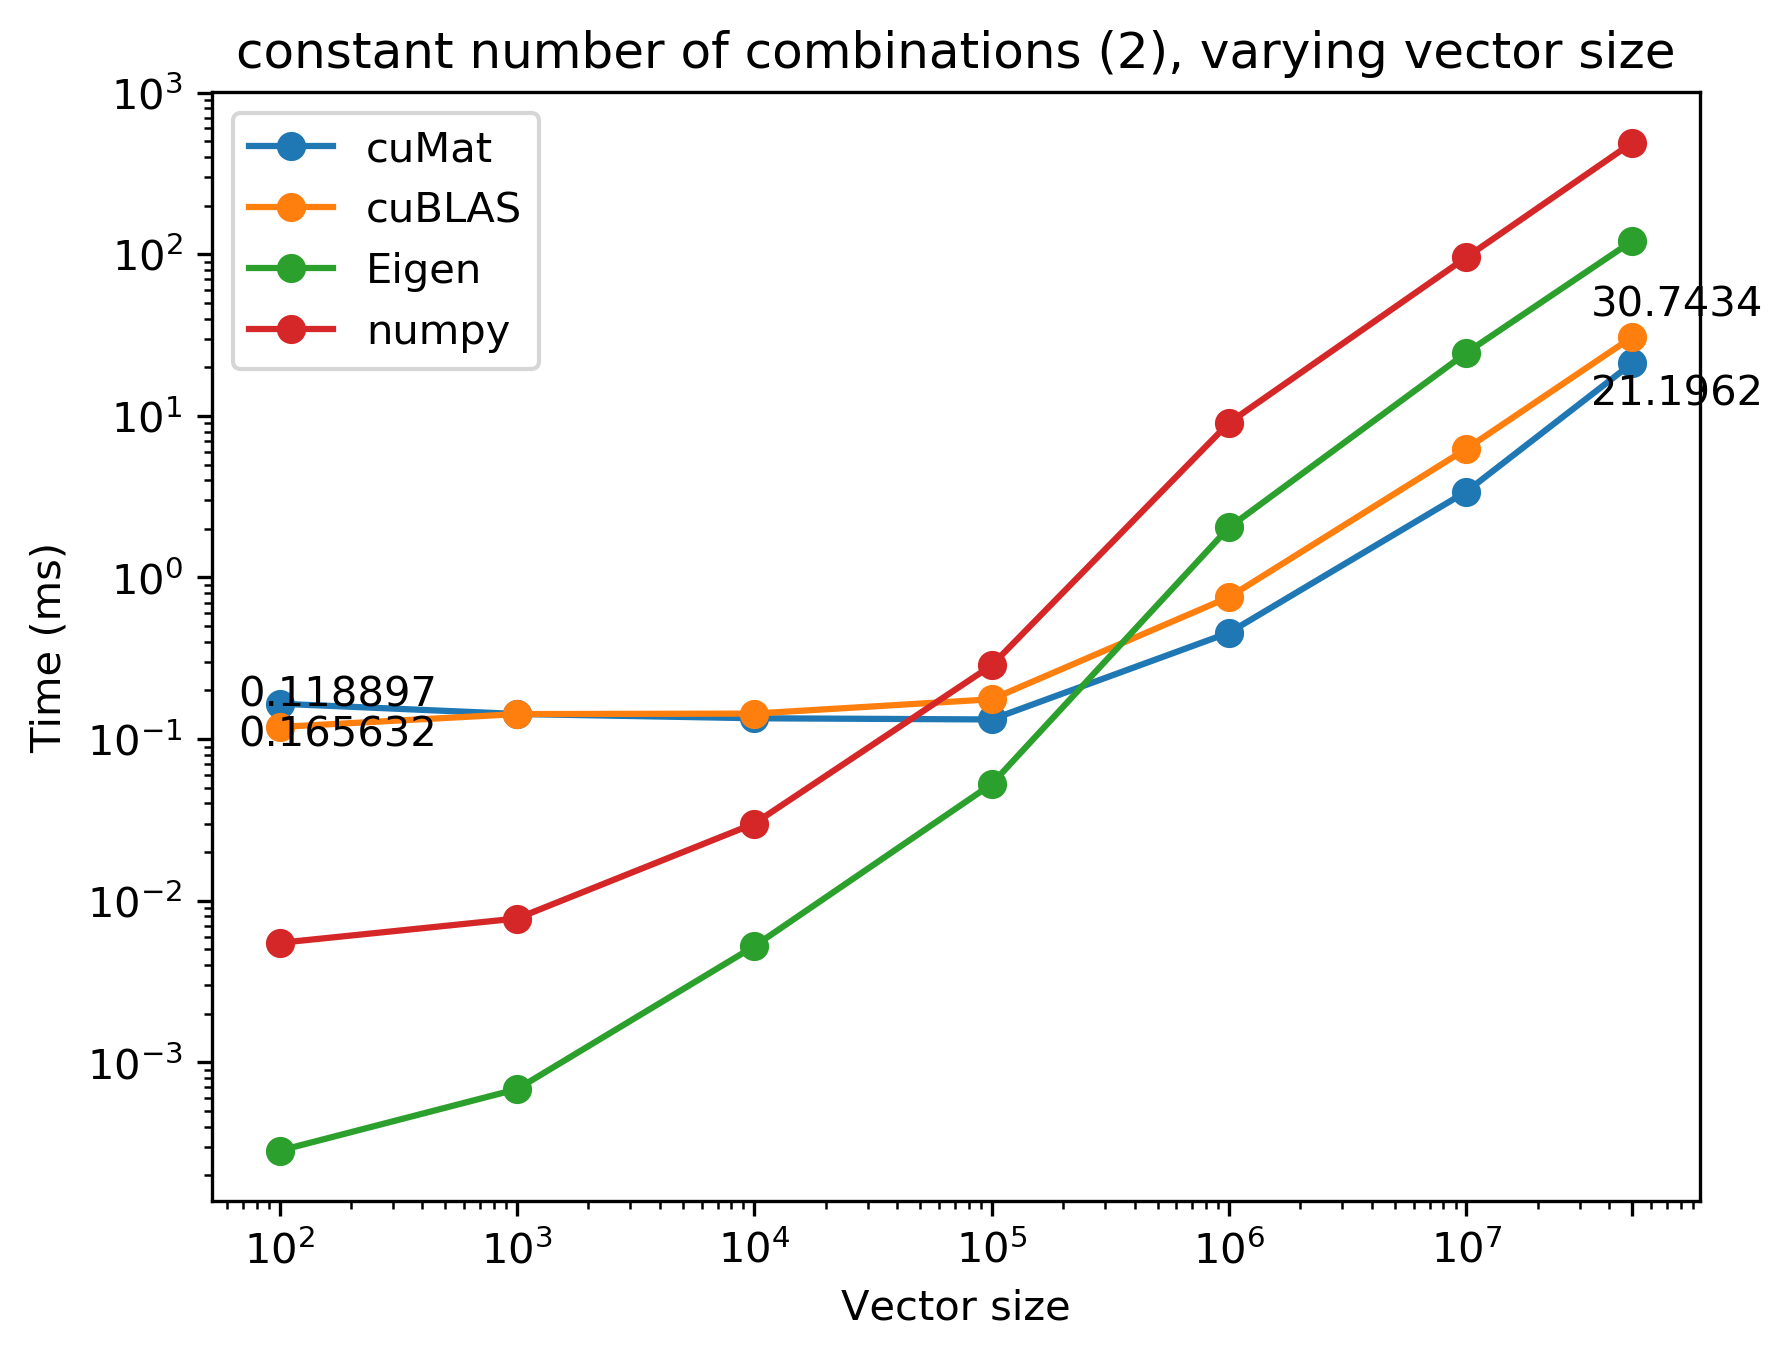 constant number of combinations (2), varying vector size
10³
10²
10¹
10⁰
10⁻¹
10⁻²
10⁻³
Time (ms)
cuMat
cuBLAS
Eigen
numpy
30.7434
21.1962
0.118897
0.165632
10²
10³
10⁴
10⁵
10⁶
10⁷
Vector size